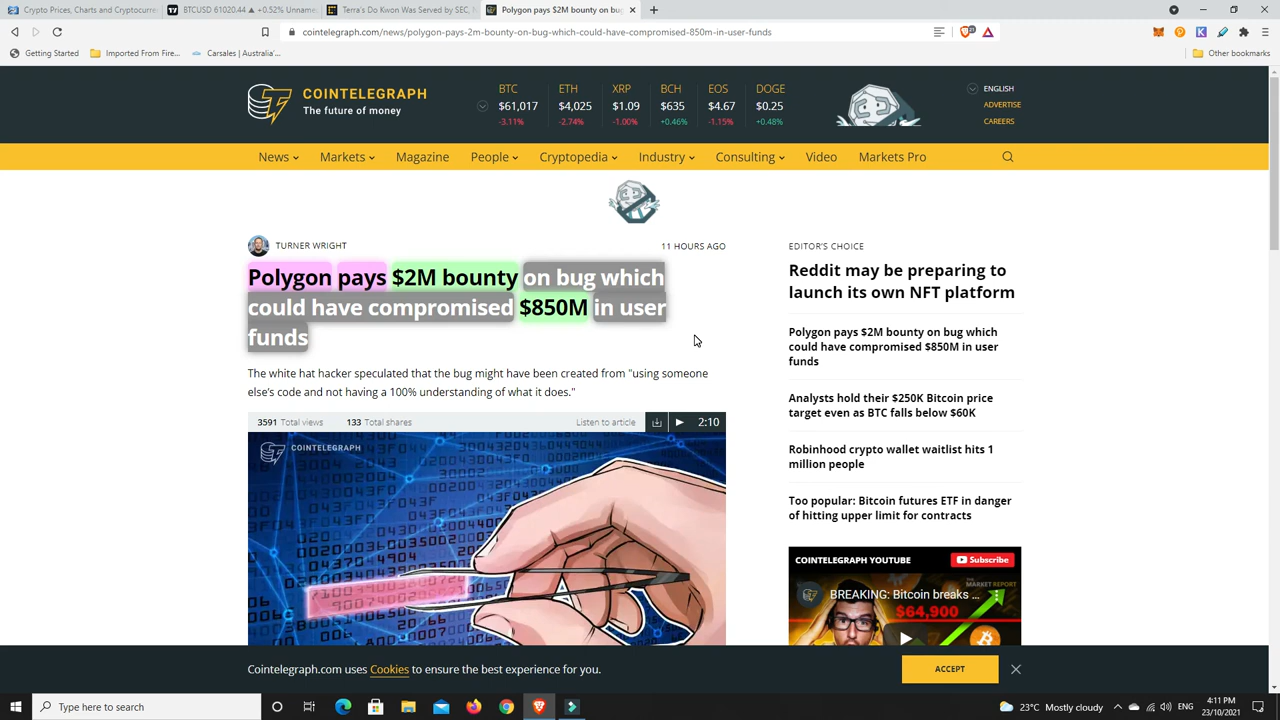 Crypto Prices, Charts and Cryptocurre
BTCUSD 61020.44 ▲ +0.52% Unname
Terra's Do Kwon Was Served by SEC,
Polygon pays $2M bounty on bug
cointelegraph.com/news/polygon-pays-2m-bounty-on-bug-which-could-have-compromised-850m-in-user-funds
Getting Started
Imported From Fire...
Carsales | Australia'...
Other bookmarks
COINTELEGRAPH
The future of money
BTC
$61,017
-3.11%
ETH
$4,025
-2.74%
XRP
$1.09
-1.00%
BCH
$635
+0.46%
EOS
$4.67
-1.15%
DOGE
$0.25
+0.48%
ENGLISH
ADVERTISE
CAREERS
News
Markets
Magazine
People
Cryptopedia
Industry
Consulting
Video
Markets Pro
TURNER WRIGHT
11 HOURS AGO
Polygon pays $2M bounty on bug which
could have compromised $850M in user
funds
The white hat hacker speculated that the bug might have been created from "using someone
else's code and not having a 100% understanding of what it does."
3591 Total views
133 Total shares
Listen to article
2:10
COINTELEGRAPH
EDITOR'S CHOICE
Reddit may be preparing to
launch its own NFT platform
Polygon pays $2M bounty on bug which
could have compromised $850M in user
funds
Analysts hold their $250K Bitcoin price
target even as BTC falls below $60K
Robinhood crypto wallet waitlist hits 1
million people
Too popular: Bitcoin futures ETF in danger
of hitting upper limit for contracts
COINTELEGRAPH YOUTUBE
Subscribe
BREAKING: Bitcoin breaks ...
$64,900
Cointelegraph.com uses Cookies to ensure the best experience for you.
ACCEPT
Type here to search
23°C Mostly cloudy
ENG
4:11 PM
23/10/2021